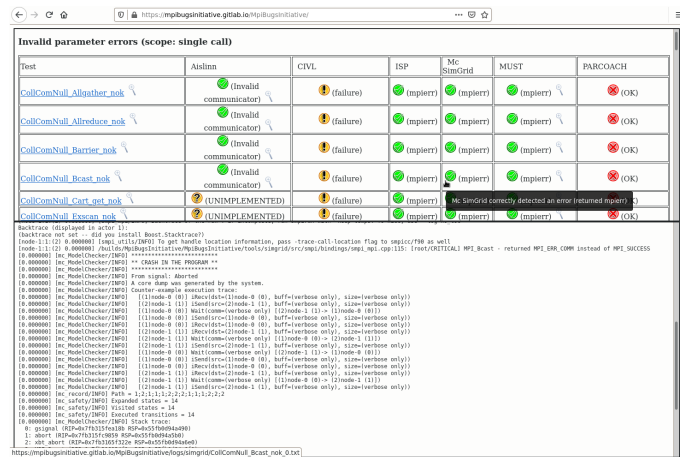 https://mpibugsinitiative.gitlab.io/MpiBugsInitiative/
Invalid parameter errors (scope: single call)
Test Aislinn CIVL ISP Mc SimGrid MUST PARCOACH
CollComNull_Allgather_nok (Invalid communicator) (failure) (mpierr) (mpierr) (mpierr) (OK)
CollComNull_Allreduce_nok (Invalid communicator) (failure) (mpierr) (mpierr) (mpierr) (OK)
CollComNull_Barrier_nok (Invalid communicator) (failure) (mpierr) (mpierr) (mpierr) (OK)
CollComNull_Bcast_nok (Invalid communicator) (failure) (mpierr) (mpierr) (mpierr) (OK)
CollComNull_Cart_get_nok (UNIMPLEMENTED) (failure) (mpierr)
Mc SimGrid correctly detected an error (returned mpierr)
CollComNull_Exscan_nok (UNIMPLEMENTED) (failure) (mpierr) (mpierr) (mpierr) (OK)
Backtrace (displayed in actor 1):
(backtrace not set -- did you install Boost.Stacktrace?)
[node-1:1:(2) 0.000000] [smpi_utils/INFO] To get handle location information, pass -trace-call-location flag to smpicc/f90 as well
[node-1:1:(2) 0.000000] /builds/MpiBugsInitiative/MpiBugsInitiative/tools/simgrid/src/smpi/bindings/smpi_mpi.cpp:115: [root/CRITICAL] MPI_Bcast - returned MPI_ERR_COMM instead of MPI_SUCCESS
[0.000000] [mc_ModelChecker/INFO] **************************
[0.000000] [mc_ModelChecker/INFO] ** CRASH IN THE PROGRAM **
[0.000000] [mc_ModelChecker/INFO] **************************
[0.000000] [mc_ModelChecker/INFO] From signal: Aborted
[0.000000] [mc_ModelChecker/INFO] A core dump was generated by the system.
[0.000000] [mc_ModelChecker/INFO] Counter-example execution trace:
[0.000000] [mc_ModelChecker/INFO] [(1)node-0 (0)] iRecv(dst=(1)node-0 (0), buff=(verbose only), size=(verbose only))
[0.000000] [mc_ModelChecker/INFO] [(2)node-1 (1)] iSend(src=(2)node-1 (1), buff=(verbose only), size=(verbose only))
[0.000000] [mc_ModelChecker/INFO] [(1)node-0 (0)] Wait(comm=(verbose only) [(2)node-1 (1)-> (1)node-0 (0)])
[0.000000] [mc_ModelChecker/INFO] [(1)node-0 (0)] iSend(src=(1)node-0 (0), buff=(verbose only), size=(verbose only))
[0.000000] [mc_ModelChecker/INFO] [(2)node-1 (1)] iRecv(dst=(2)node-1 (1), buff=(verbose only), size=(verbose only))
[0.000000] [mc_ModelChecker/INFO] [(2)node-1 (1)] Wait(comm=(verbose only) [(1)node-0 (0)-> (2)node-1 (1)])
[0.000000] [mc_ModelChecker/INFO] [(2)node-1 (1)] iSend(src=(2)node-1 (1), buff=(verbose only), size=(verbose only))
[0.000000] [mc_ModelChecker/INFO] [(1)node-0 (0)] iRecv(dst=(1)node-0 (0), buff=(verbose only), size=(verbose only))
[0.000000] [mc_ModelChecker/INFO] [(1)node-0 (0)] Wait(comm=(verbose only) [(2)node-1 (1)-> (1)node-0 (0)])
[0.000000] [mc_ModelChecker/INFO] [(1)node-0 (0)] iSend(src=(1)node-0 (0), buff=(verbose only), size=(verbose only))
[0.000000] [mc_ModelChecker/INFO] [(2)node-1 (1)] iRecv(dst=(2)node-1 (1), buff=(verbose only), size=(verbose only))
[0.000000] [mc_ModelChecker/INFO] [(2)node-1 (1)] Wait(comm=(verbose only) [(1)node-0 (0)-> (2)node-1 (1)])
[0.000000] [mc_record/INFO] Path = 1;2;1;1;1;2;2;2;1;1;1;2;2;2
[0.000000] [mc_safety/INFO] Expanded states = 14
[0.000000] [mc_safety/INFO] Visited states = 14
[0.000000] [mc_safety/INFO] Executed transitions = 14
[0.000000] [mc_ModelChecker/INFO] Stack trace:
0: gsignal (RIP=0x7fb315fea18b RSP=0x55fb0d94a490)
1: abort (RIP=0x7fb315fc9859 RSP=0x55fb0d94a5b0)
2: xbt_abort (RIP=0x7fb3165f322e RSP=0x55fb0d94a6e0)
https://mpibugsinitiative.gitlab.io/MpiBugsInitiative/logs/simgrid/CollComNull_Bcast_nok_0.txt